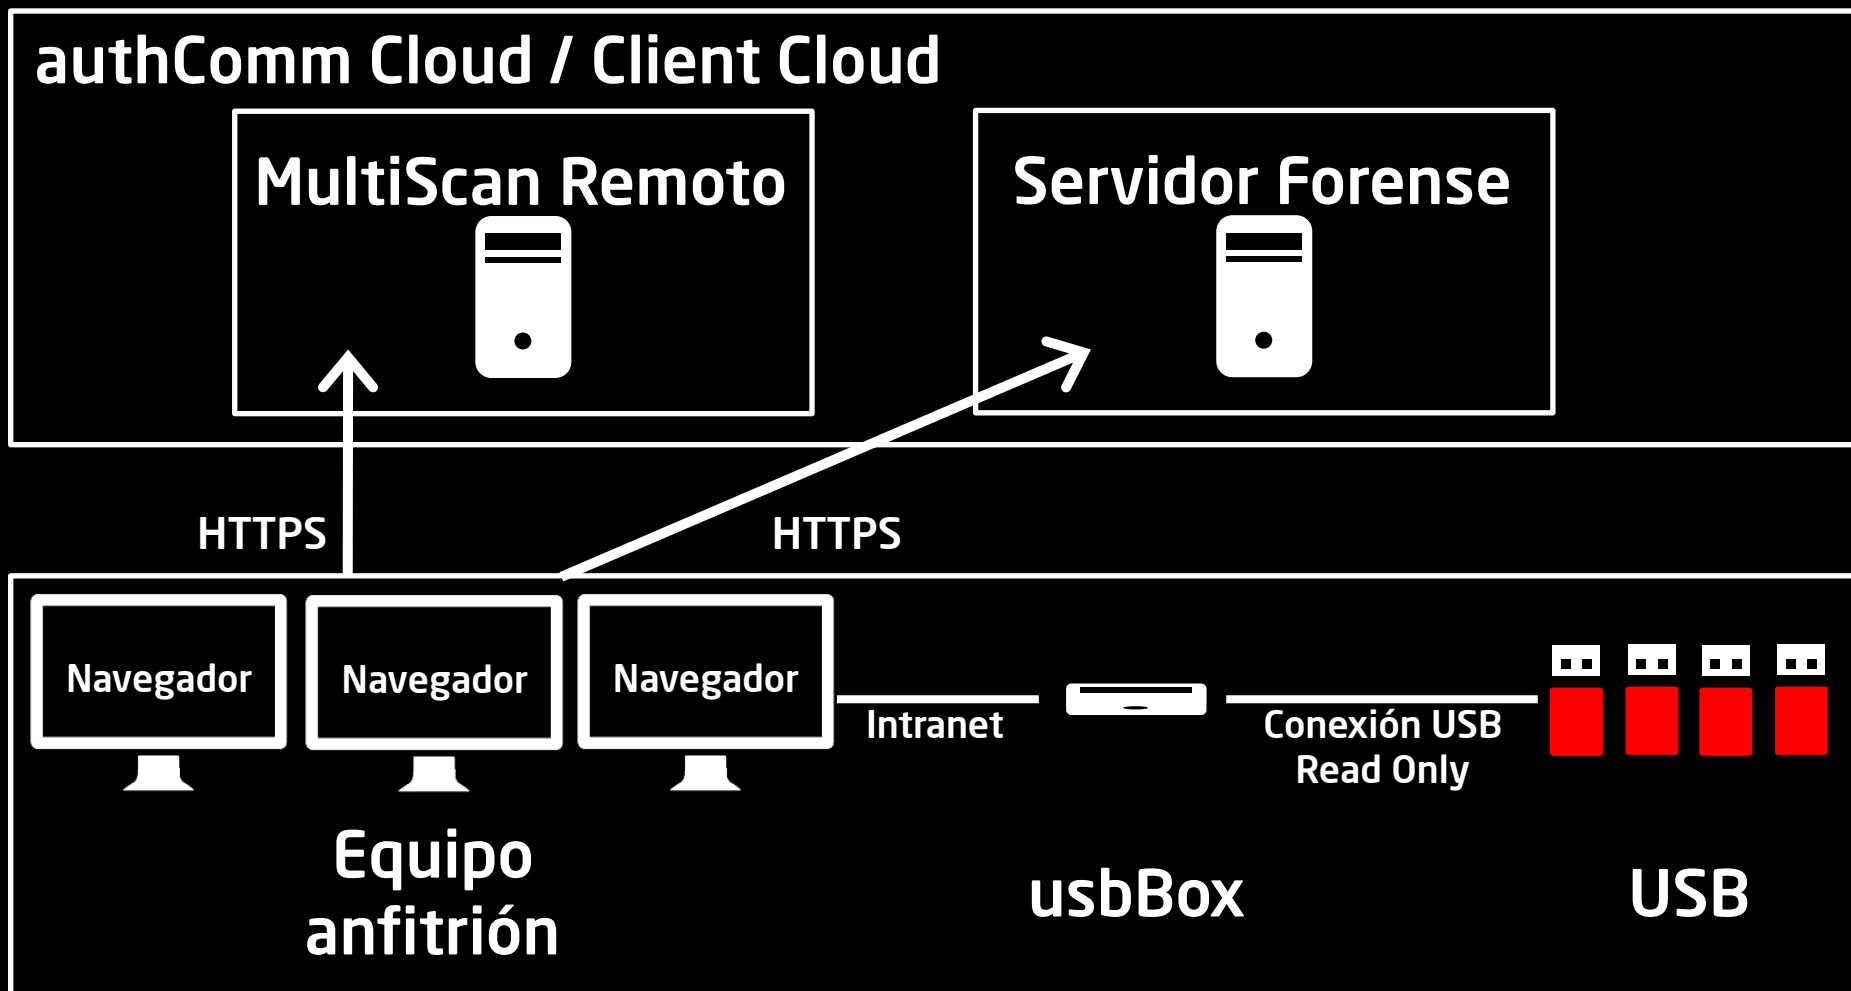 authComm Cloud / Client Cloud
MultiScan Remoto
Servidor Forense
HTTPS
HTTPS
Navegador
Navegador
Navegador
Intranet
Conexión USB
Read Only
Equipo
anfitrión
usbBox
USB